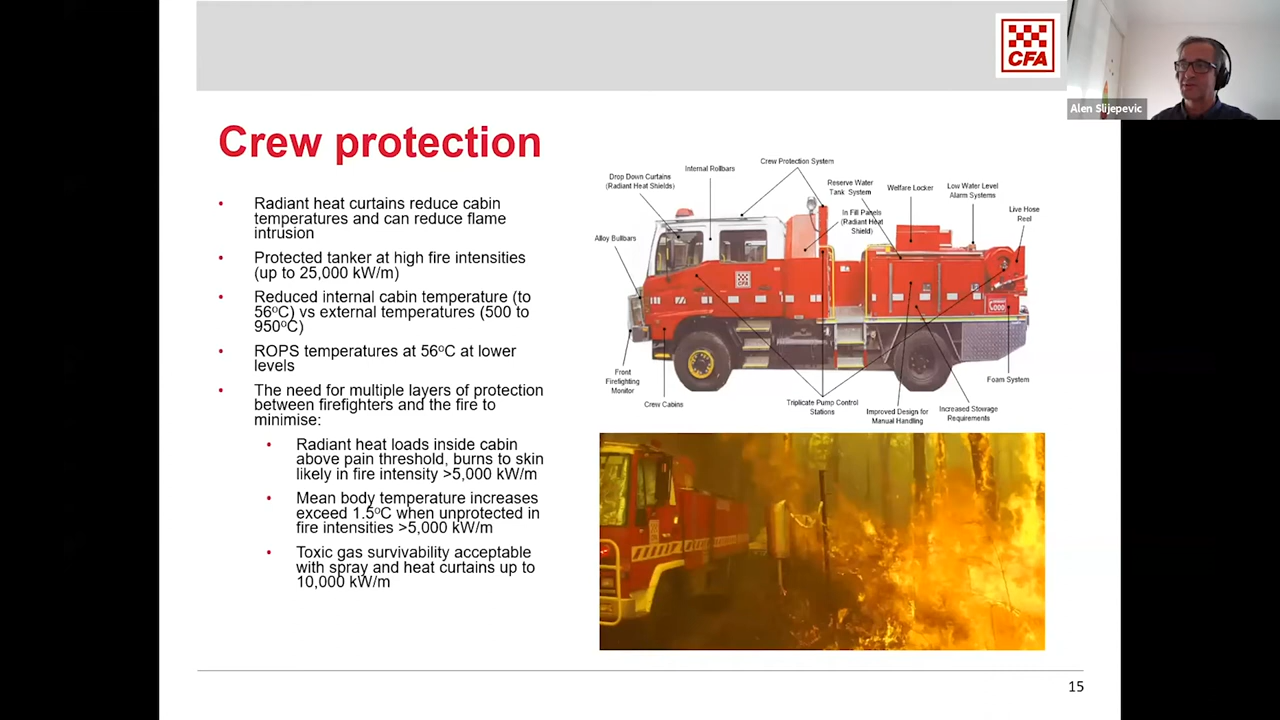 CFA
Alen Slijepevic
Crew protection
• Radiant heat curtains reduce cabin
temperatures and can reduce flame
intrusion
• Protected tanker at high fire intensities
(up to 25,000 kW/m)
• Reduced internal cabin temperature (to
56ºC) vs external temperatures (500 to
950ºC)
• ROPS temperatures at 56ºC at lower
levels
• The need for multiple layers of protection
between firefighters and the fire to
minimise:
• Radiant heat loads inside cabin
above pain threshold, burns to skin
likely in fire intensity >5,000 kW/m
• Mean body temperature increases
exceed 1.5ºC when unprotected in
fire intensities >5,000 kW/m
• Toxic gas survivability acceptable
with spray and heat curtains up to
10,000 kW/m
Crew Protection System
Internal Rollbars
Drop Down Curtains
(Radiant Heat Shields)
Reserve Water
Tank System
Welfare Locker
Low Water Level
Alarm Systems
Live Hose
Reel
In Fill Panels
(Radiant Heat
Shield)
Alloy Bullbars
CFA
Front
Firefighting
Monitor
Crew Cabins
Triplicate Pump Control
Stations
Improved Design for
Manual Handling
Increased Stowage
Requirements
Foam System
15